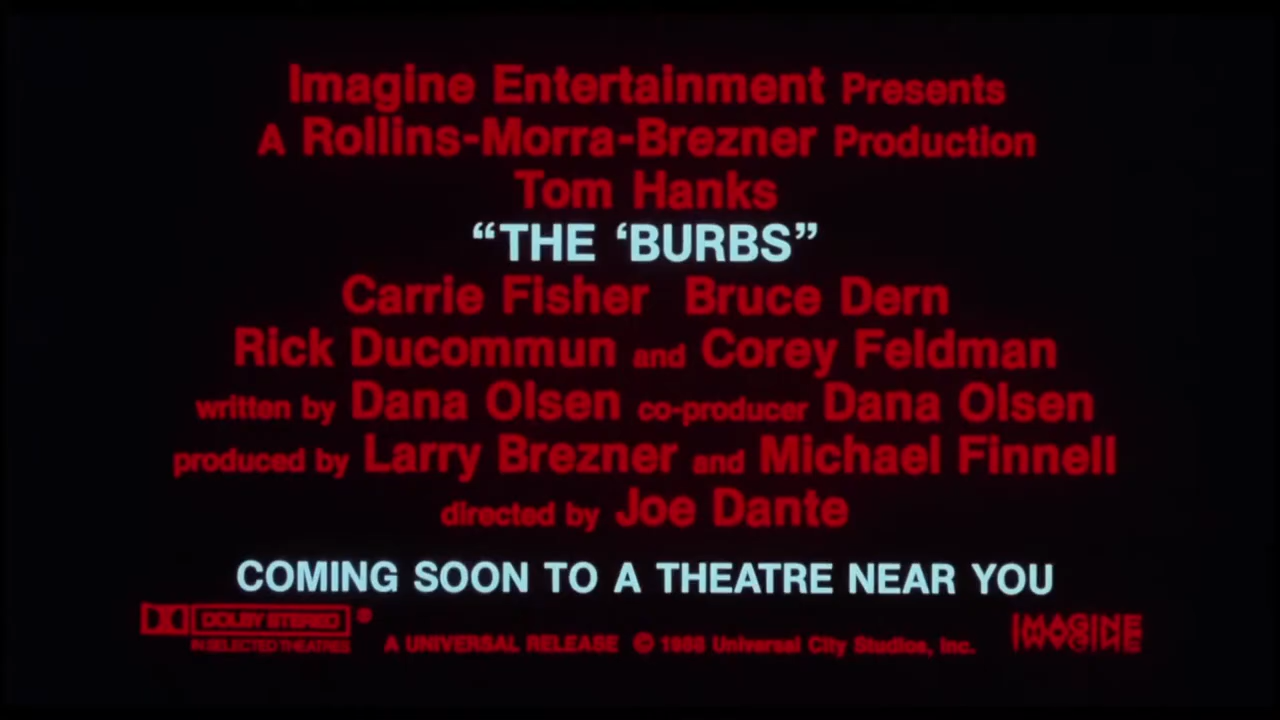 Imagine Entertainment Presents
A Rollins-Morra-Brezner Production
Tom Hanks
“THE ‘BURBS”
Carrie Fisher Bruce Dern
Rick Ducommun and Corey Feldman
written by Dana Olsen co-producer Dana Olsen
produced by Larry Brezner and Michael Finnell
directed by Joe Dante
COMING SOON TO A THEATRE NEAR YOU
DOLBY STEREO ®
IN SELECTED THEATRES
A UNIVERSAL RELEASE © 1988 Universal City Studios, Inc.
IMAGINE